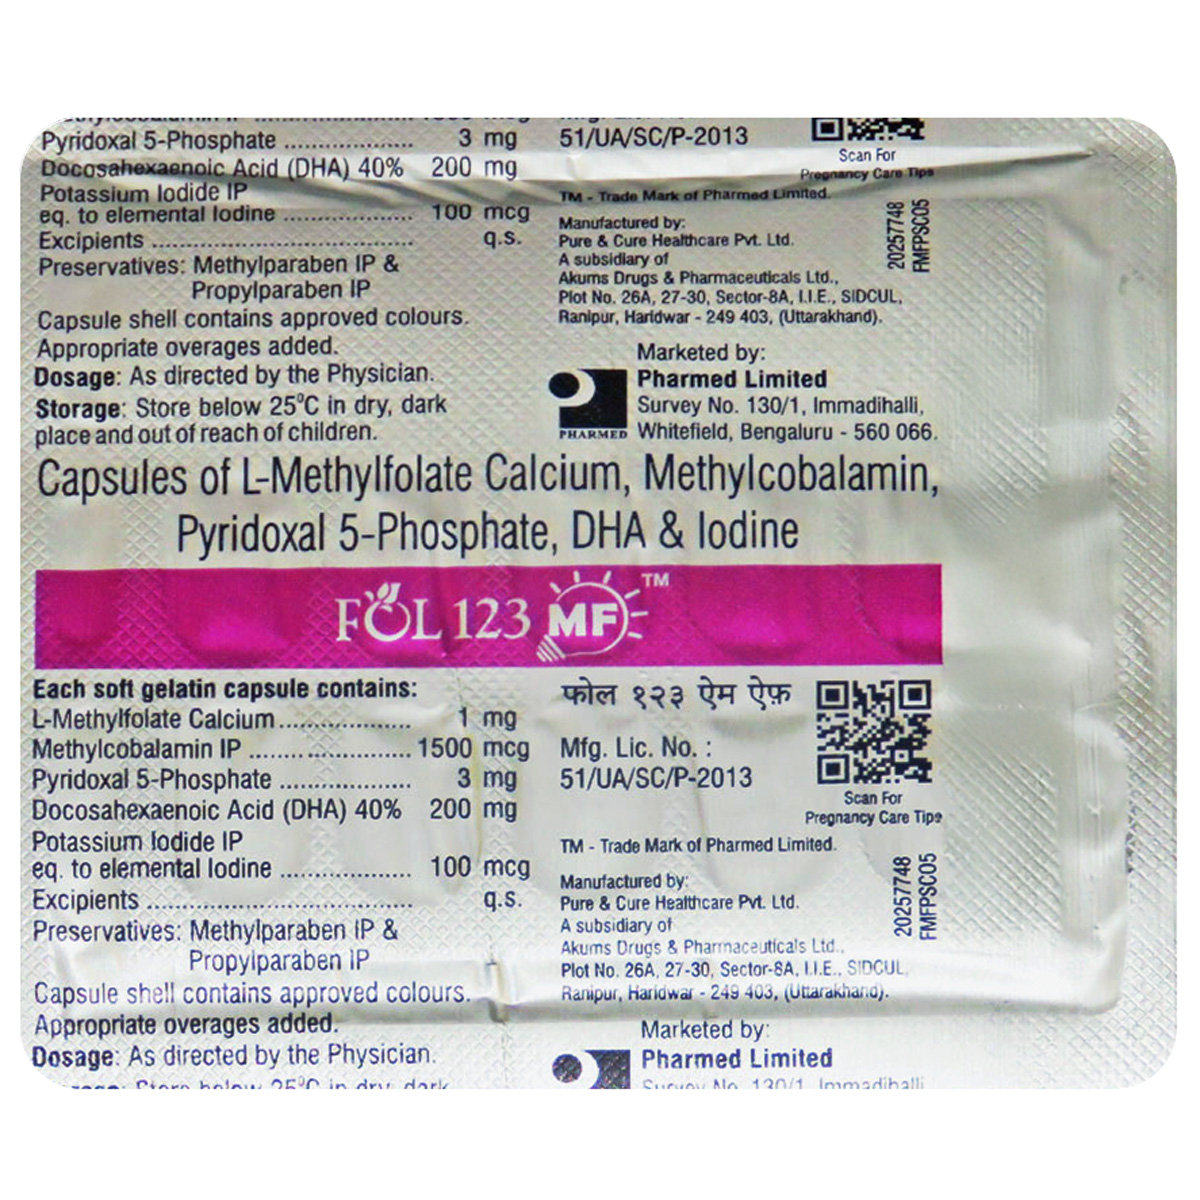 Pyridoxal 5-Phosphate ................... 3 mg
Docosahexaenoic Acid (DHA) 40% 200 mg
Potassium Iodide IP
eq. to elemental Iodine ................... 100 mcg
Excipients ....................................... q.s.
Preservatives: Methylparaben IP &
Propylparaben IP
Capsule shell contains approved colours.
Appropriate overages added.
Dosage: As directed by the Physician.
Storage: Store below 25⁰C in dry, dark
place and out of reach of children.
51/UA/SC/P-2013
Scan For
Pregnancy Care Tips
TM - Trade Mark of Pharmed Limited.
Manufactured by:
Pure & Cure Healthcare Pvt. Ltd.
A subsidiary of
Akums Drugs & Pharmaceuticals Ltd.,
Plot No. 26A, 27-30, Sector-8A, I.I.E., SIDCUL,
Ranipur, Haridwar - 249 403, (Uttarakhand).
20257748
FMFPSC05
Marketed by:
Pharmed Limited
Survey No. 130/1, Immadihalli,
Whitefield, Bengaluru - 560 066.
PHARMED
Capsules of L-Methylfolate Calcium, Methylcobalamin,
Pyridoxal 5-Phosphate, DHA & Iodine
FOL 123 MF™
Each soft gelatin capsule contains:
L-Methylfolate Calcium.................... 1 mg
Methylcobalamin IP ........................ 1500 mcg
Pyridoxal 5-Phosphate .................... 3 mg
Docosahexaenoic Acid (DHA) 40% 200 mg
Potassium Iodide IP
eq. to elemental Iodine .................... 100 mcg
Excipients ........................................ q.s.
Preservatives: Methylparaben IP &
Propylparaben IP
Capsule shell contains approved colours.
Appropriate overages added.
Dosage: As directed by the Physician.
Store below 25⁰C in dry, dark
फोल १२३ ऐम ऐफ़
Mfg. Lic. No. :
51/UA/SC/P-2013
Scan For
Pregnancy Care Tips
TM - Trade Mark of Pharmed Limited.
Manufactured by:
Pure & Cure Healthcare Pvt. Ltd.
A subsidiary of
Akums Drugs & Pharmaceuticals Ltd.,
Plot No. 26A, 27-30, Sector-8A, I.I.E., SIDCUL,
Ranipur, Haridwar - 249 403, (Uttarakhand).
20257748
FMFPSC05
Marketed by:
Pharmed Limited
Survey No. 130/1, Immadihalli